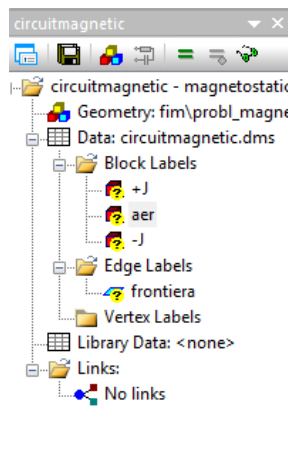 circuitmagnetic
circuitmagnetic - magnetostatic
Geometry: fim\probl_magne
Data: circuitmagnetic.dms
Block Labels
+J
aer
-J
Edge Labels
frontiera
Vertex Labels
Library Data: <none>
Links:
No links